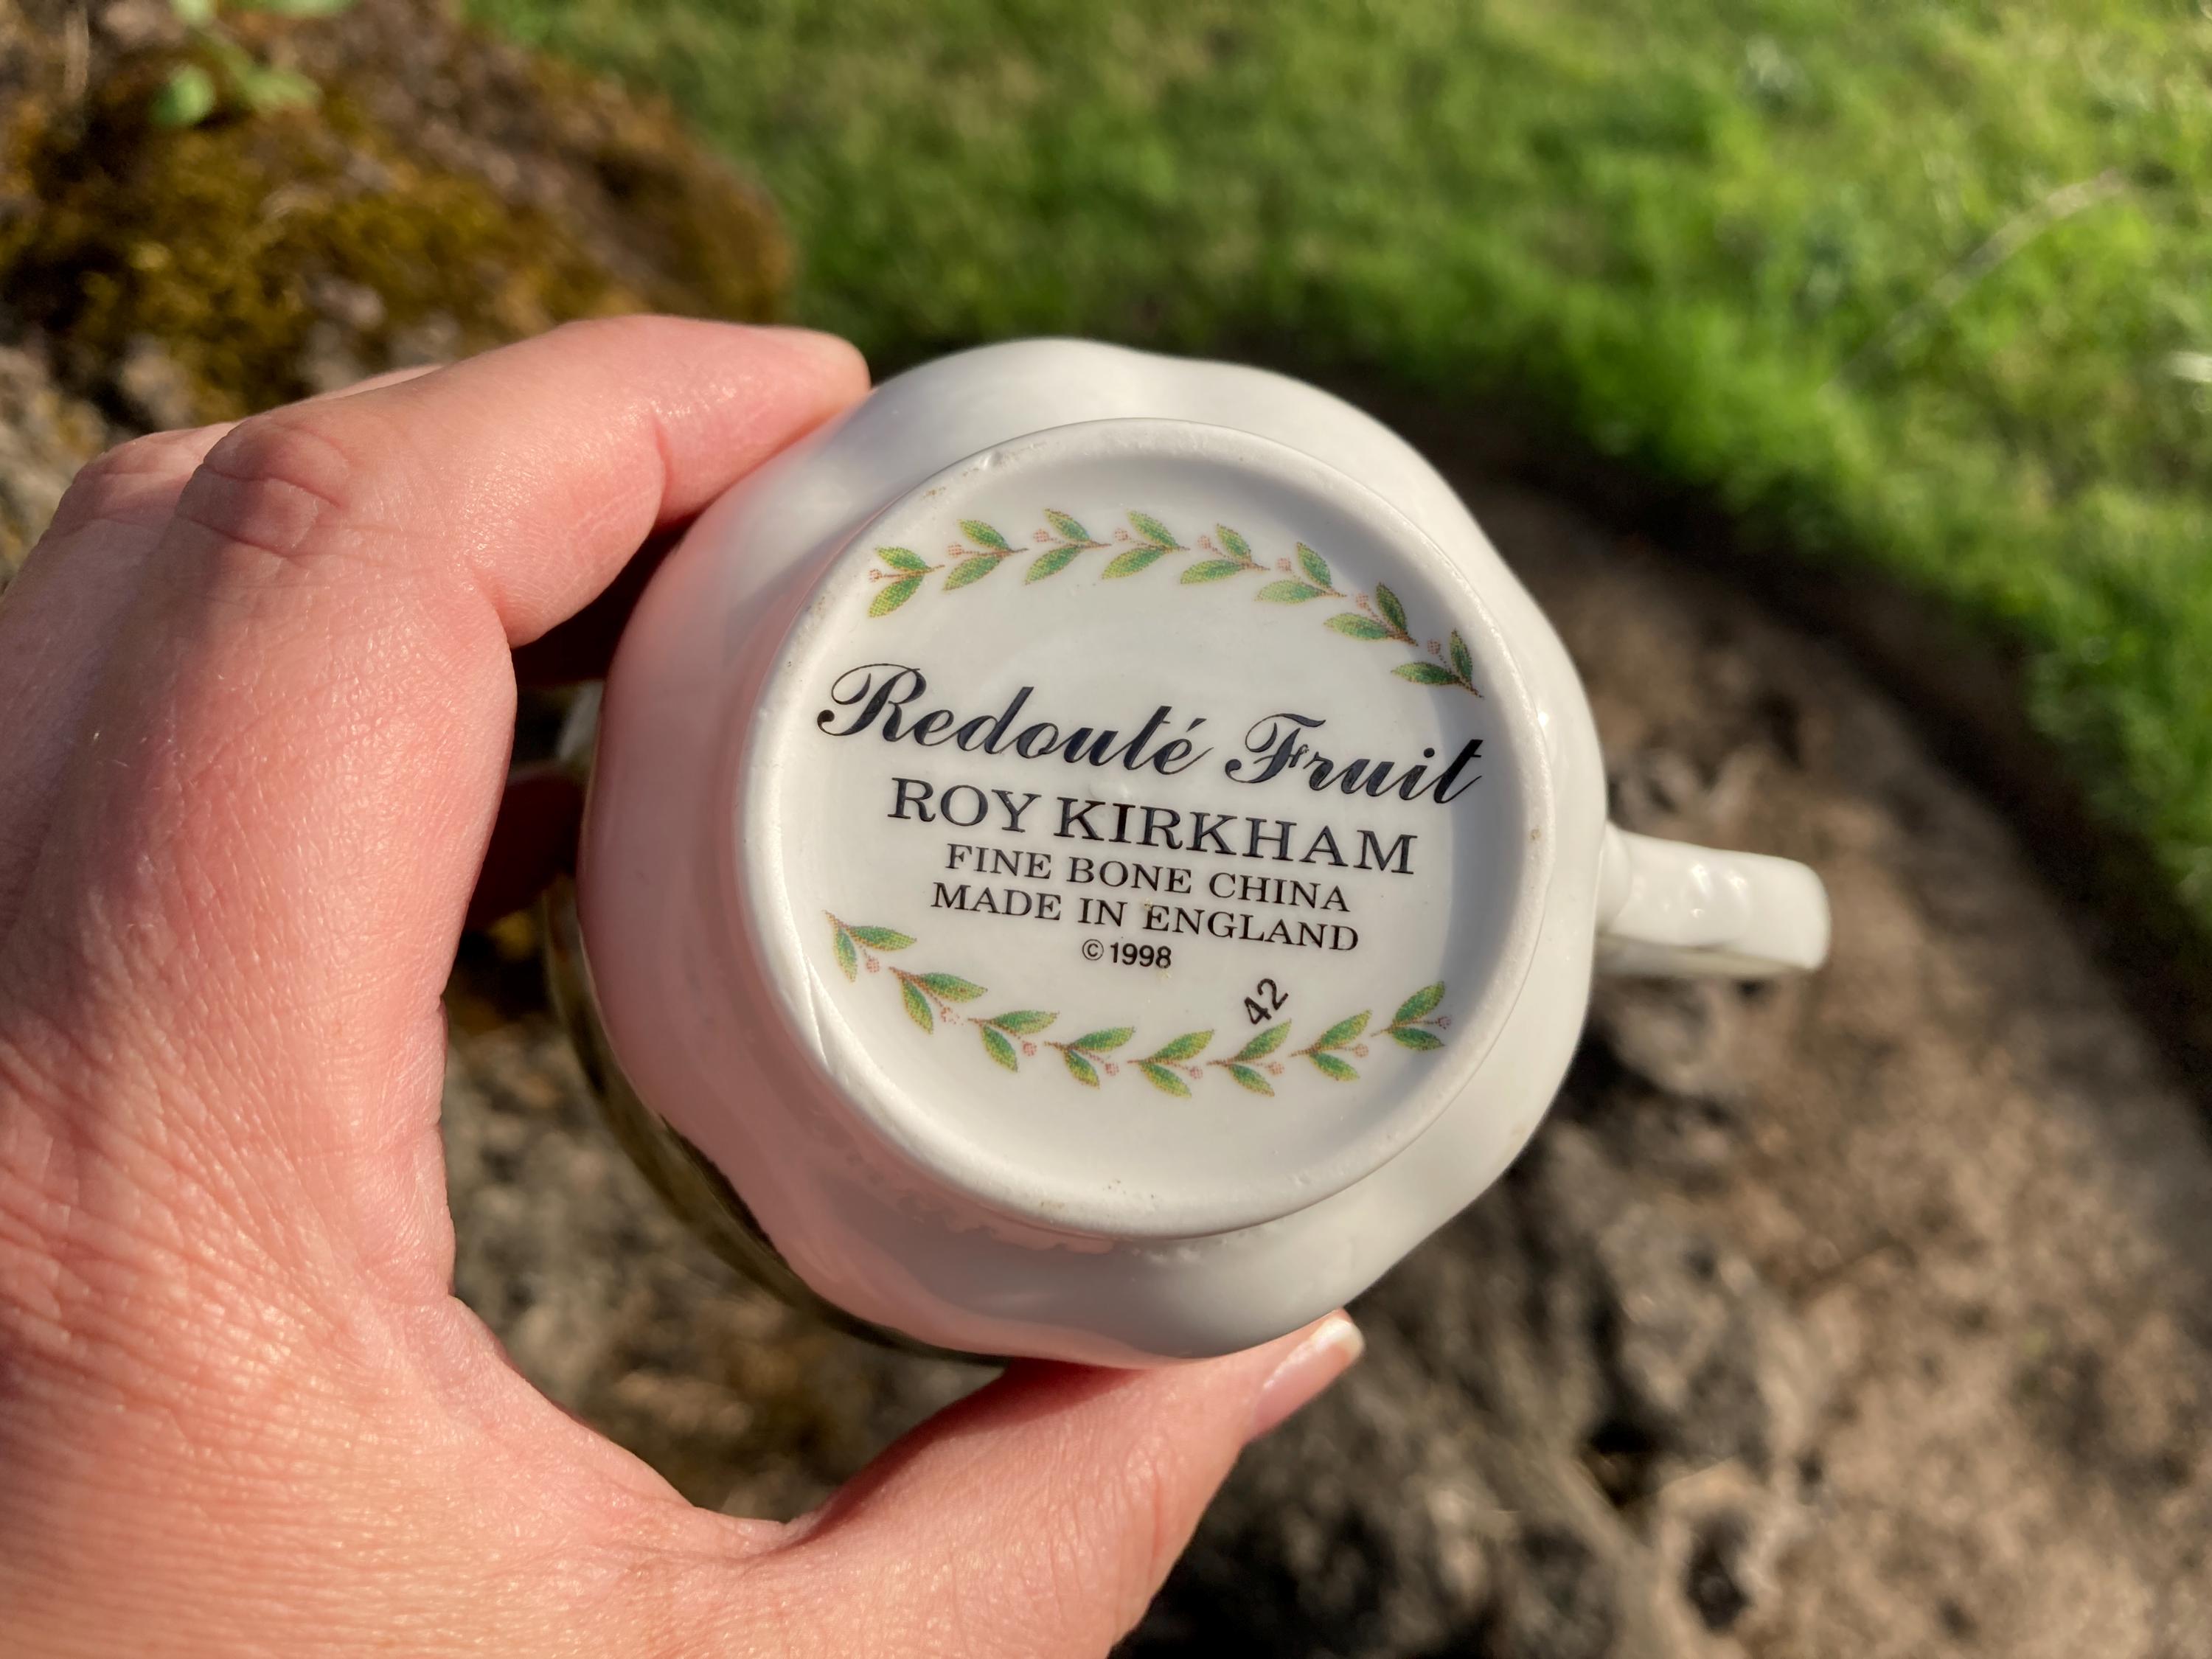 Redouté Fruit
ROY KIRKHAM
FINE BONE CHINA
MADE IN ENGLAND
©1998
42